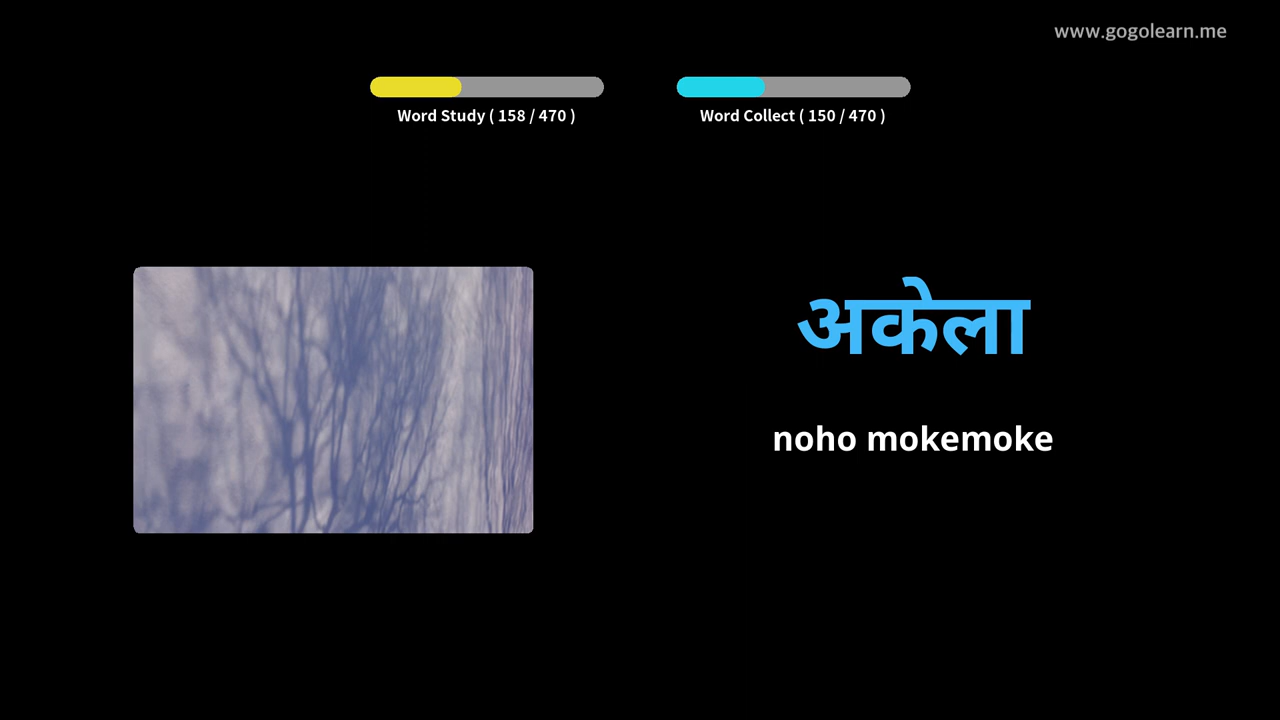 www.gogolearn.me
Word Study ( 158 / 470 )
Word Collect ( 150 / 470 )
अकेला
noho mokemoke